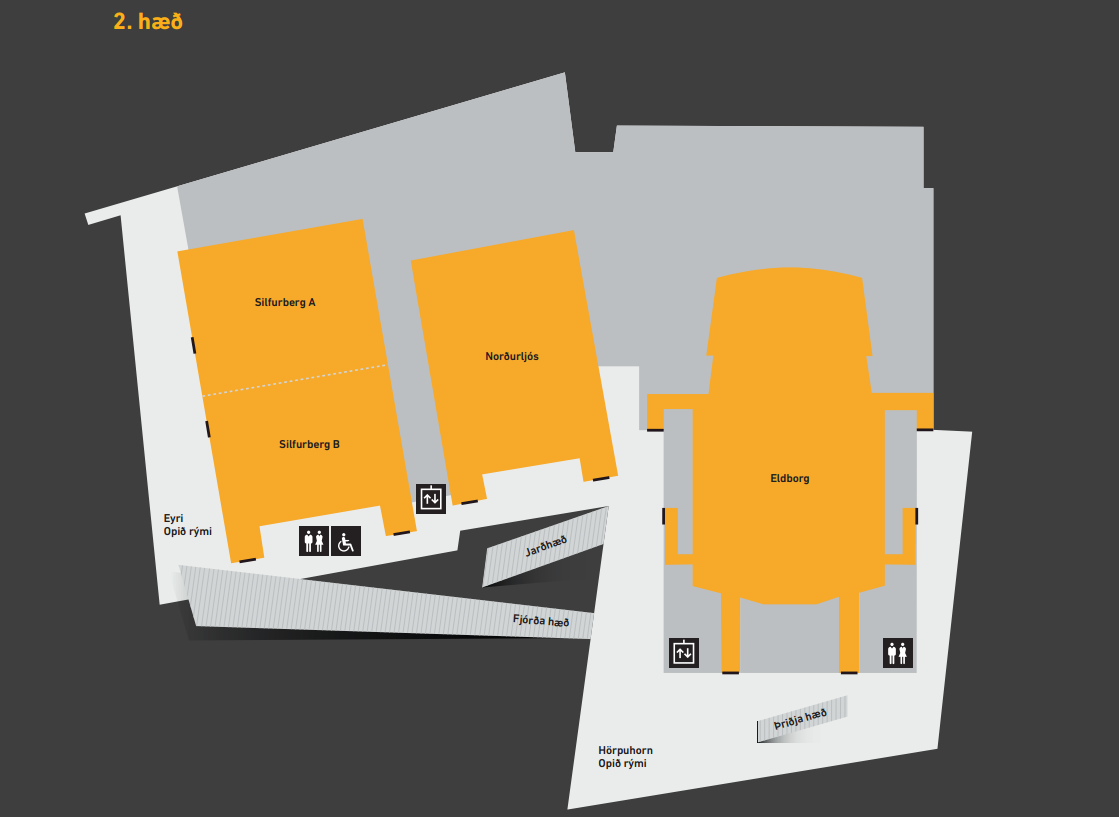 2. hæð
Silfurberg A
Norðurljós
Silfurberg B
Eldborg
Eyri
Opið rými
Jarðhæð
Fjórða hæð
Þriðja hæð
Hörpuhorn
Opið rými